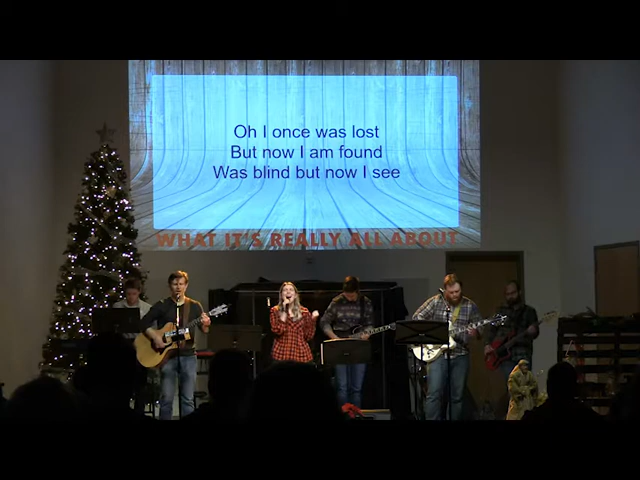 Oh I once was lost
But now I am found
Was blind but now I see
WHAT IT'S REALLY ALL ABOUT